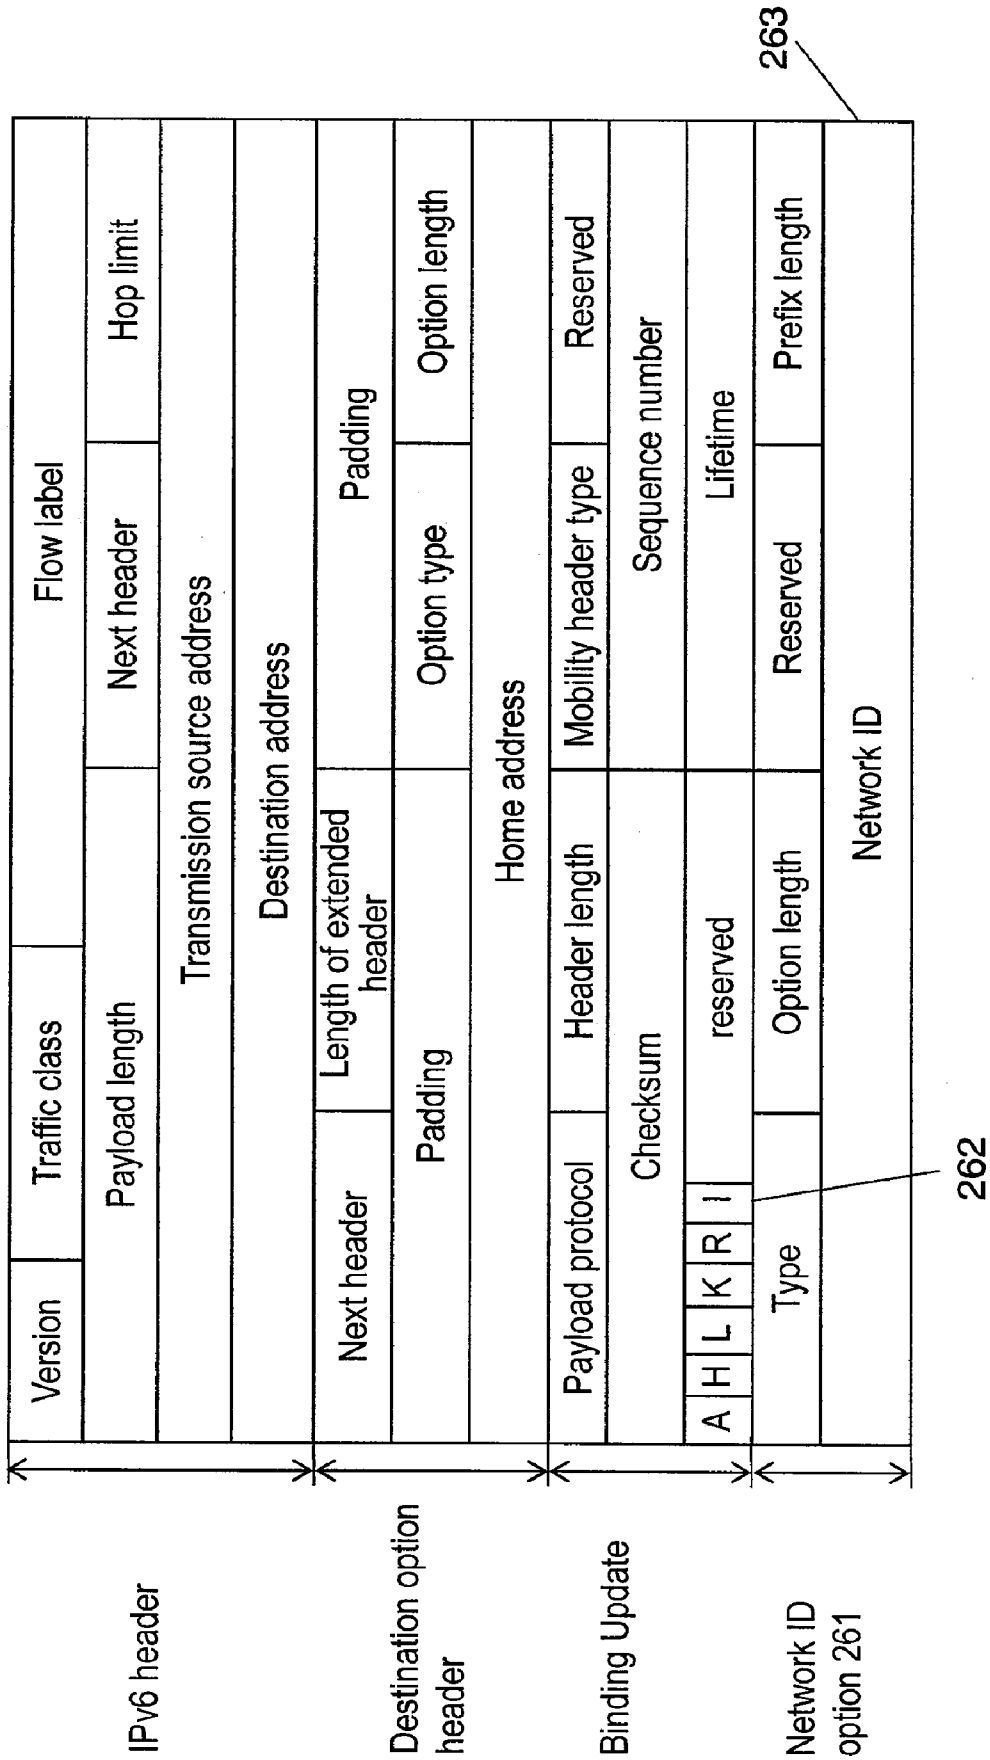 IPv6 header
Version
Traffic class
Flow label
Payload length
Next header
Hop limit
Transmission source address
Destination address
Destination option
header
Next header
Length of extended
header
Padding
Padding
Option type
Option length
Home address
Binding Update
Payload protocol
Header length
Mobility header type
Reserved
Checksum
Sequence number
A
H
L
K
R
I
reserved
Lifetime
Network ID
option 261
Type
Option length
Reserved
Prefix length
Network ID
262
263